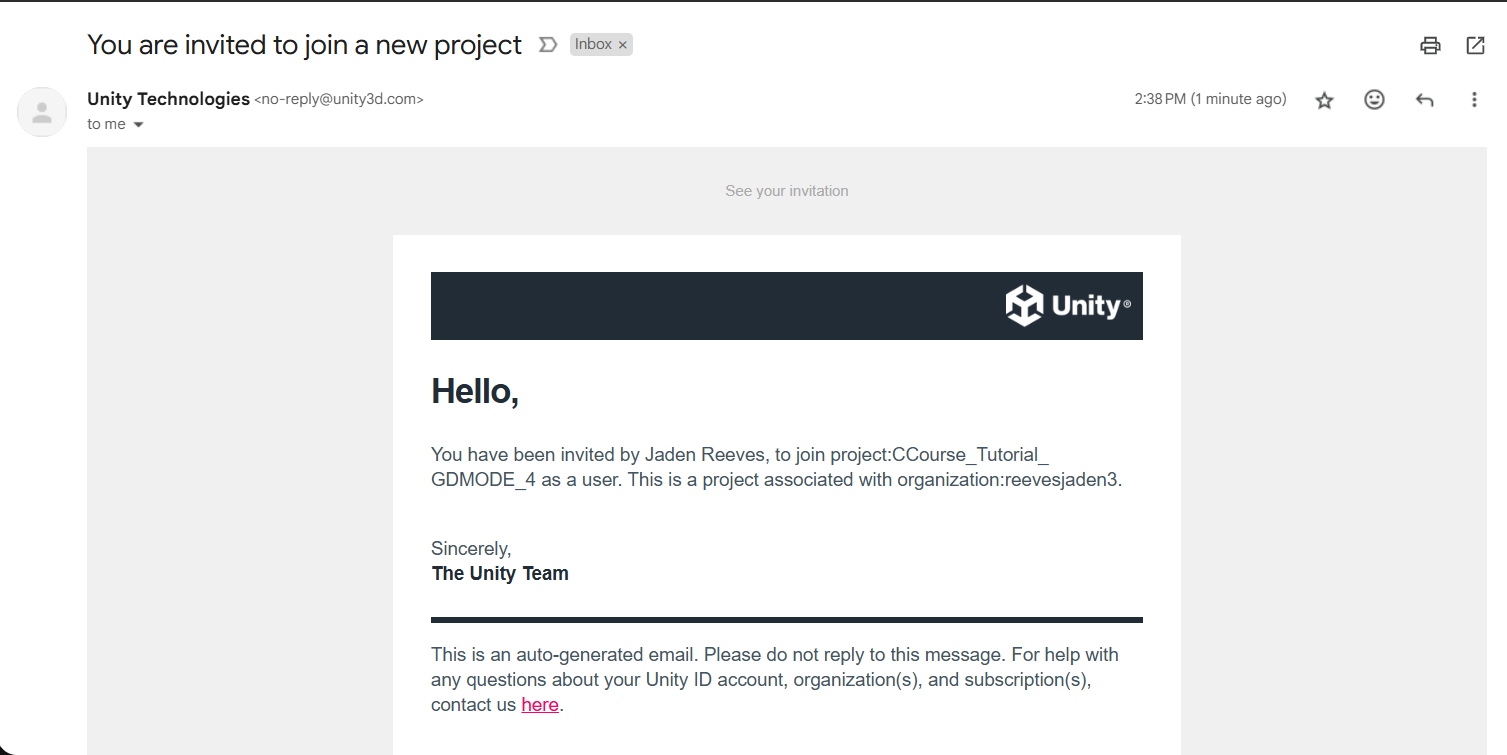 You are invited to join a new project
Inbox ×
Unity Technologies <no-reply@unity3d.com>
2:38 PM (1 minute ago)
to me
See your invitation
Unity®
Hello,
You have been invited by Jaden Reeves, to join project:CCourse_Tutorial_
GDMODE_4 as a user. This is a project associated with organization:reevesjaden3.
Sincerely,
The Unity Team
This is an auto-generated email. Please do not reply to this message. For help with
any questions about your Unity ID account, organization(s), and subscription(s),
contact us here.